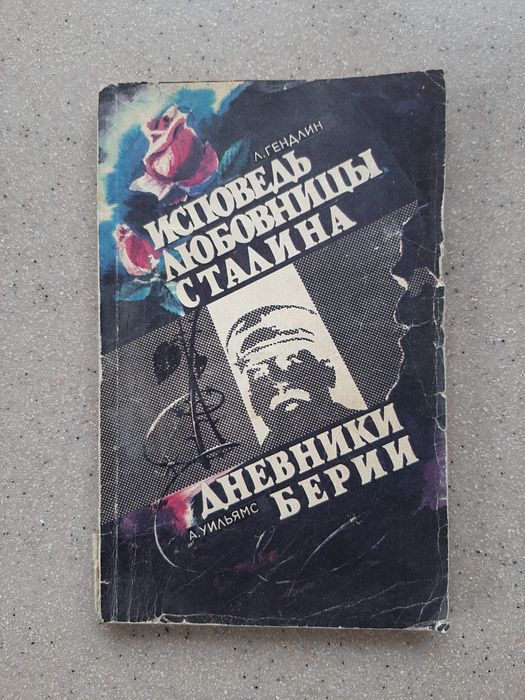 Л. ГЕНДЛИН
ИСПОВЕДЬ
ЛЮБОВНИЦЫ
СТАЛИНА
ДНЕВНИКИ
БЕРИИ
А. УИЛЬЯМС